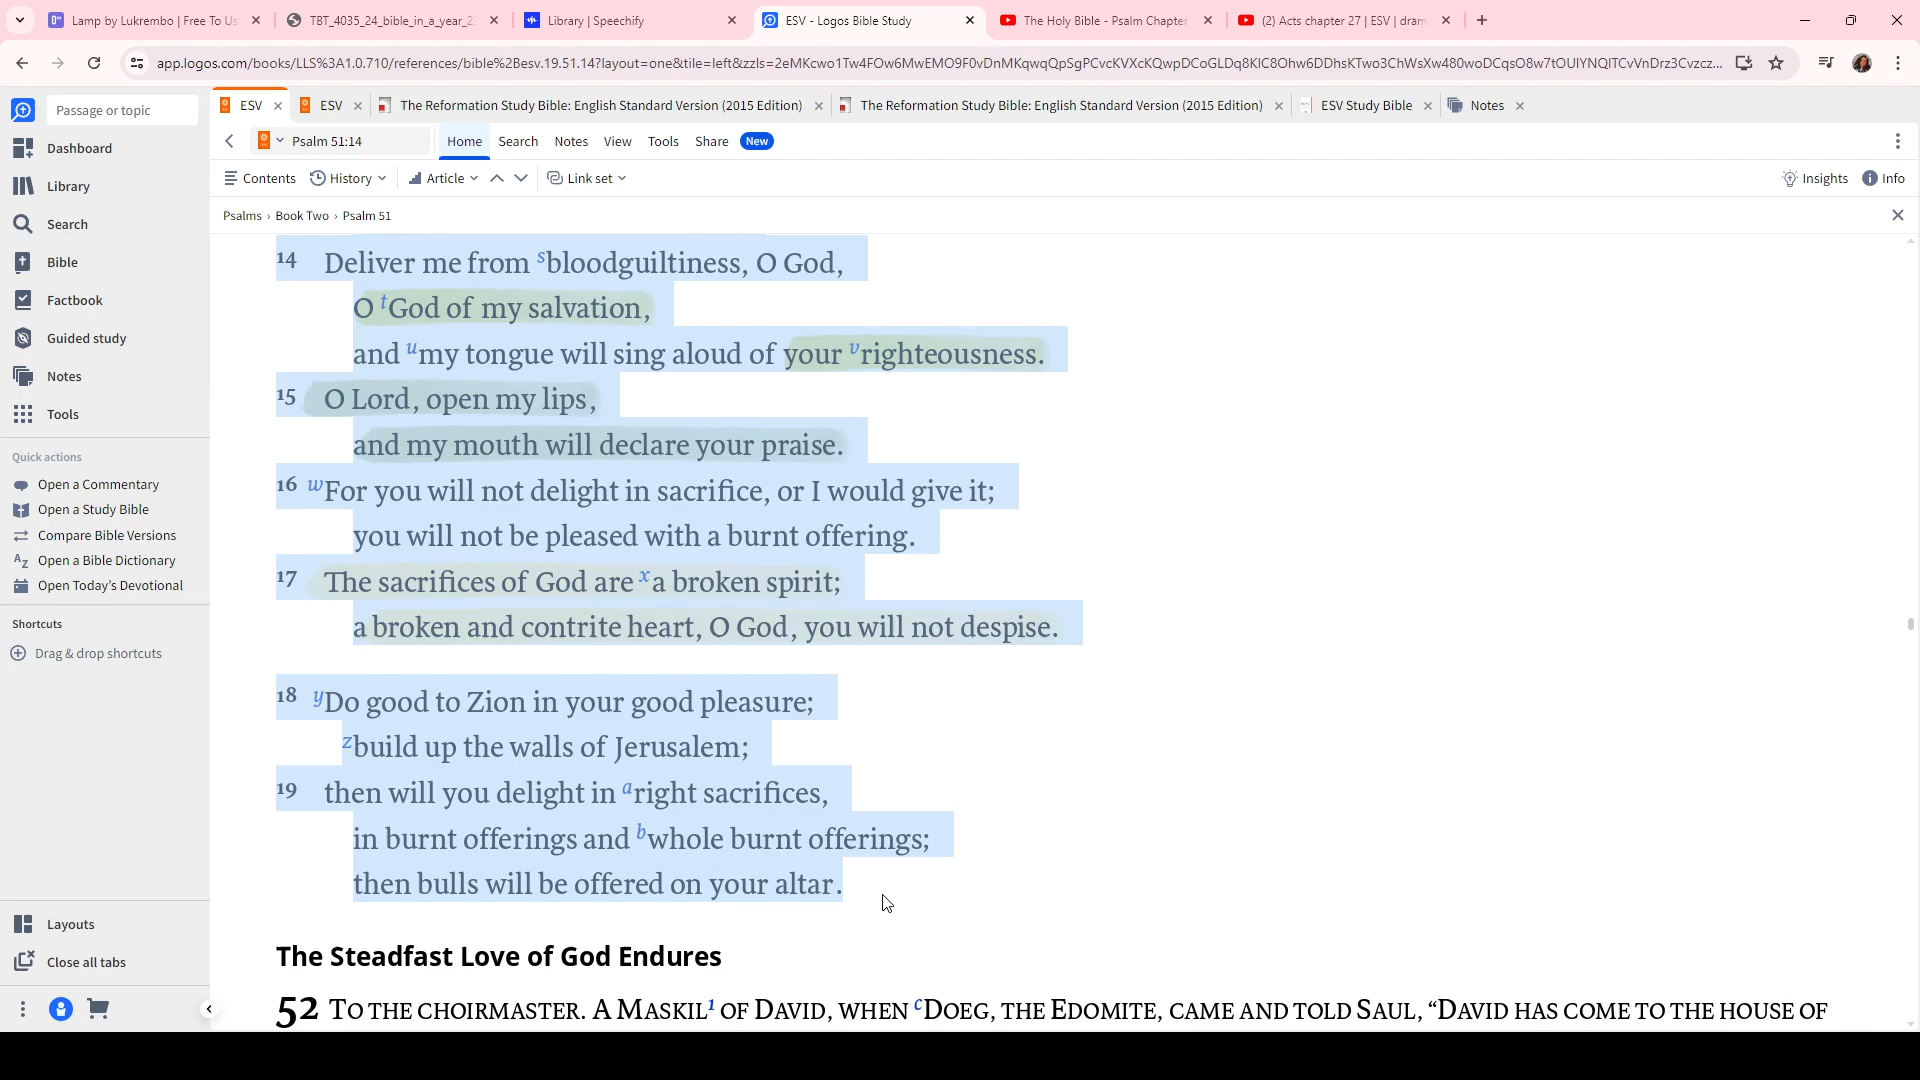 Lamp by Lukrembo | Free To Us
TBT_4035_24_bible_in_a_year_2
Library | Speechify
ESV - Logos Bible Study
The Holy Bible - Psalm Chapter
(2) Acts chapter 27 | ESV | dram
app.logos.com/books/LLS%3A1.0.710/references/bible%2Besv.19.51.14?layout=one&tile=left&zzls=
Passage or topic
ESV
ESV
The Reformation Study Bible: English Standard Version (2015 Edition)
The Reformation Study Bible: English Standard Version (2015 Edition)
ESV Study Bible
Notes
Psalm 51:14
Home
Search
Notes
View
Tools
Share
New
Contents
History
Article
Link set
Insights
Info
Psalms › Book Two › Psalm 51
Dashboard
Library
Search
Bible
Factbook
Guided study
Notes
Tools
Quick actions
Open a Commentary
Open a Study Bible
Compare Bible Versions
Open a Bible Dictionary
Open Today's Devotional
Shortcuts
Drag & drop shortcuts
Layouts
Close all tabs
14 Deliver me from s bloodguiltiness, O God,
O t God of my salvation,
and u my tongue will sing aloud of your v righteousness.
15 O Lord, open my lips,
and my mouth will declare your praise.
16 w For you will not delight in sacrifice, or I would give it;
you will not be pleased with a burnt offering.
17 The sacrifices of God are x a broken spirit;
a broken and contrite heart, O God, you will not despise.
18 y Do good to Zion in your good pleasure;
z build up the walls of Jerusalem;
19 then will you delight in a right sacrifices,
in burnt offerings and b whole burnt offerings;
then bulls will be offered on your altar.
The Steadfast Love of God Endures
52 To the choirmaster. A Maskil1 of David, when c Doeg, the Edomite, came and told Saul, “David has come to the house of